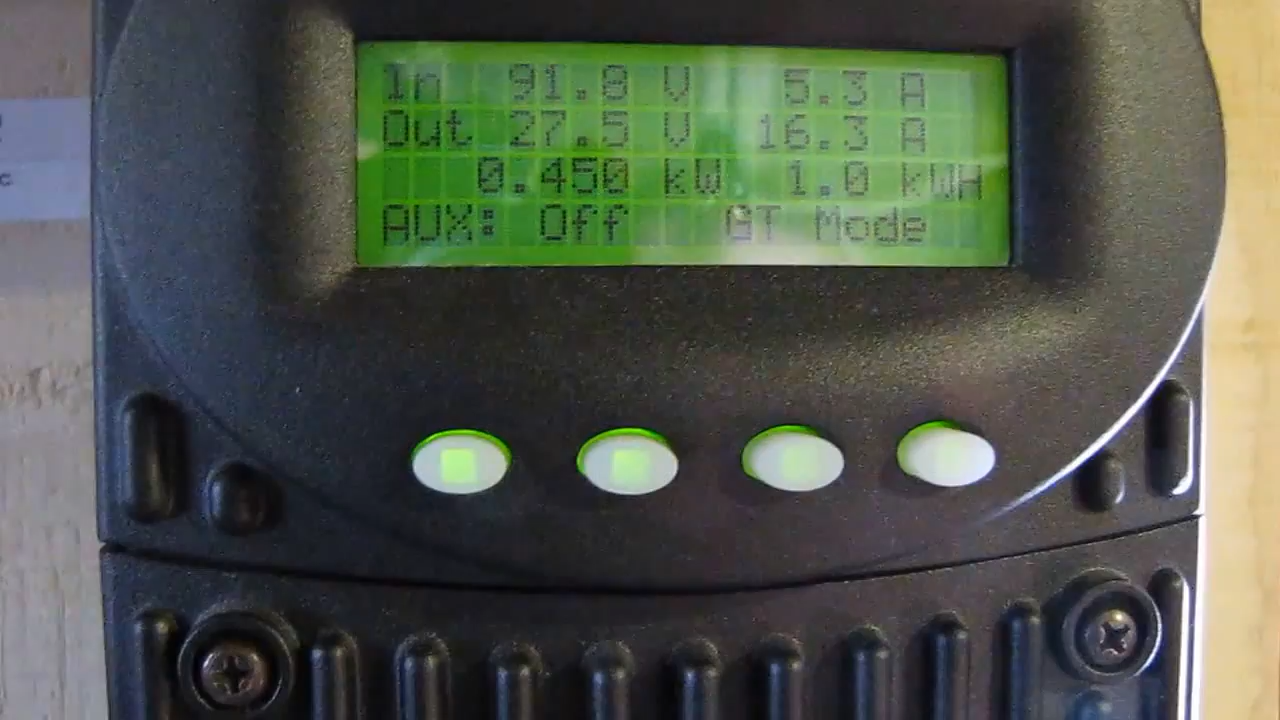 In 91.8 V 5.3 A
Out 27.5 V 16.3 A
0.450 kW 1.0 kWH
AUX: Off GT Mode